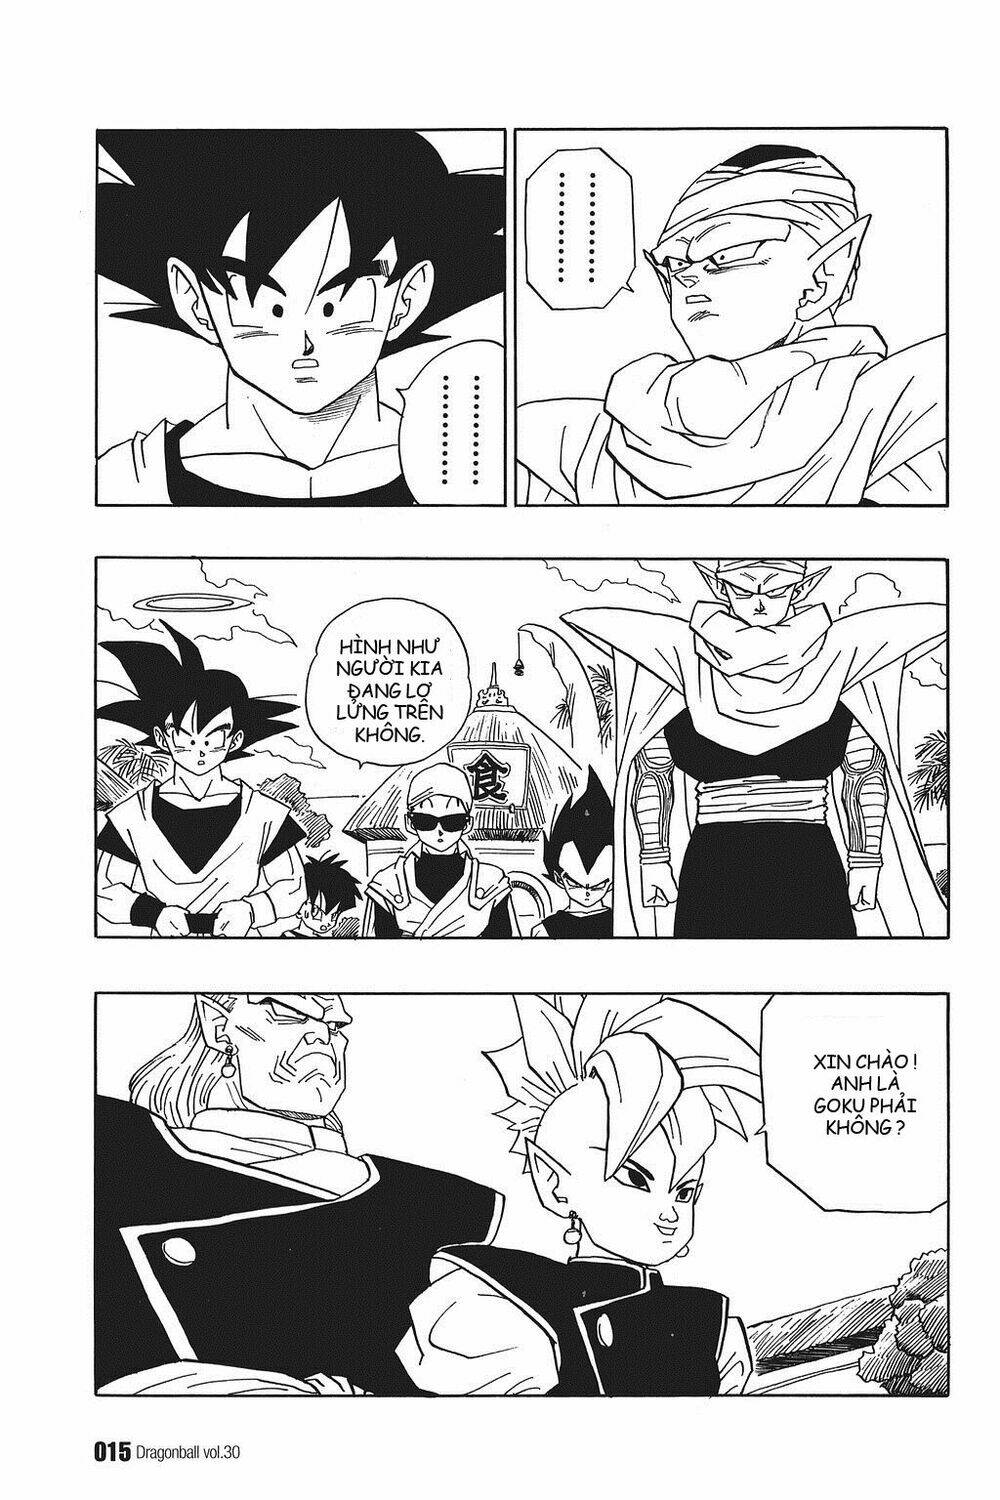 HÌNH NHƯ
NGƯỜI KIA
ĐANG LƠ
LỬNG TRÊN
KHÔNG.
食
XIN CHÀO !
ANH LÀ
GOKU PHẢI
KHÔNG ?
015 Dragonball vol.30